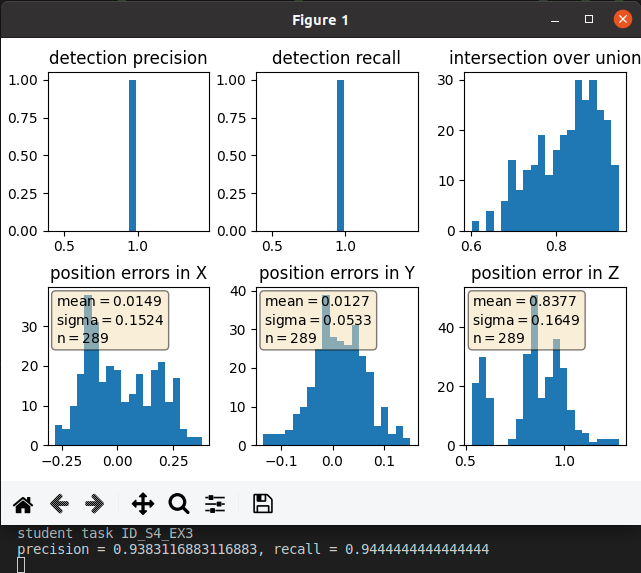 Figure 1
detection precision
detection recall
intersection over union
1.00
0.75
0.50
0.25
0.00
0.5
1.0
1.00
0.75
0.50
0.25
0.00
0.5
1.0
30
20
10
0
0.6
0.8
position errors in X
position errors in Y
position error in Z
mean = 0.0149
sigma = 0.1524
n = 289
30
20
10
0
−0.25
0.00
0.25
mean = 0.0127
sigma = 0.0533
n = 289
40
30
20
10
0
−0.1
0.0
0.1
mean = 0.8377
sigma = 0.1649
n = 289
40
20
0
0.5
1.0
student task ID_S4_EX3
precision = 0.9383116883116883, recall = 0.9444444444444444